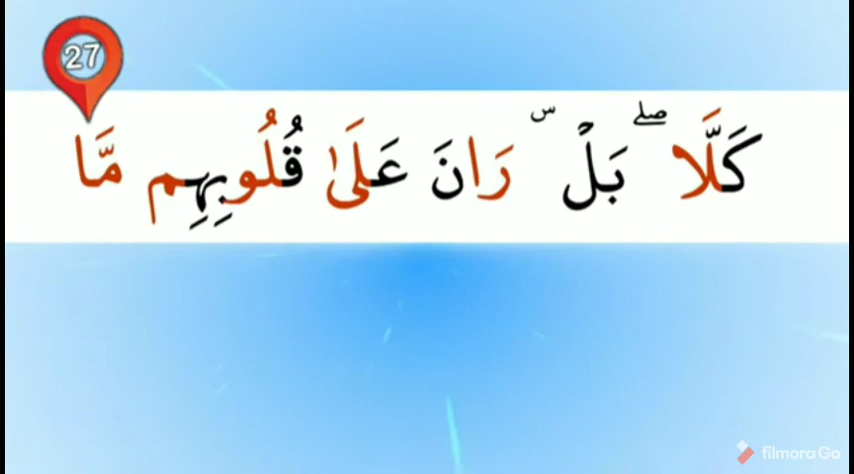 27
كَلَّا ۖ بَلْ ۜ رَانَ عَلَىٰ قُلُوبِهِم مَّا
filmoraGo